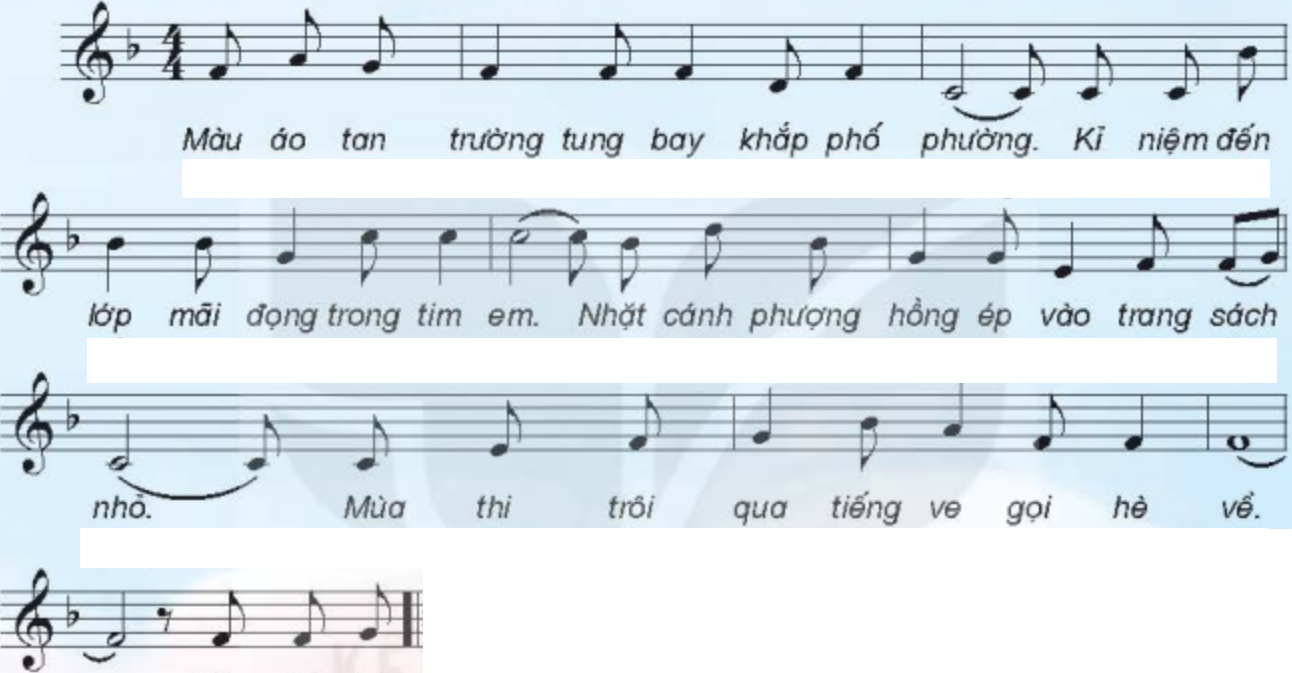 Màu áo tan trường tung bay khắp phố phường. Kỉ niệm đến
lớp mãi đọng trong tim em. Nhặt cánh phượng hồng ép vào trang sách
nhỏ. Mùa thi trôi qua tiếng ve gọi hè về.